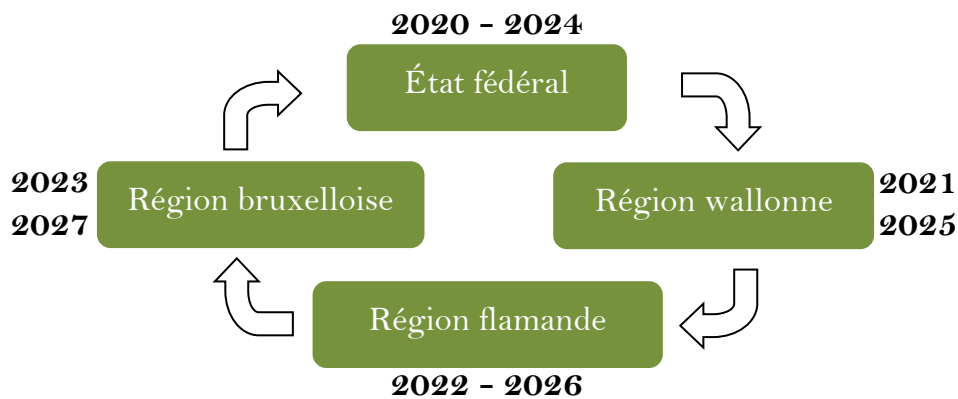 2020 – 2024
État fédéral
2023
2027
Région bruxelloise
Région wallonne
2021
2025
Région flamande
2022 – 2026